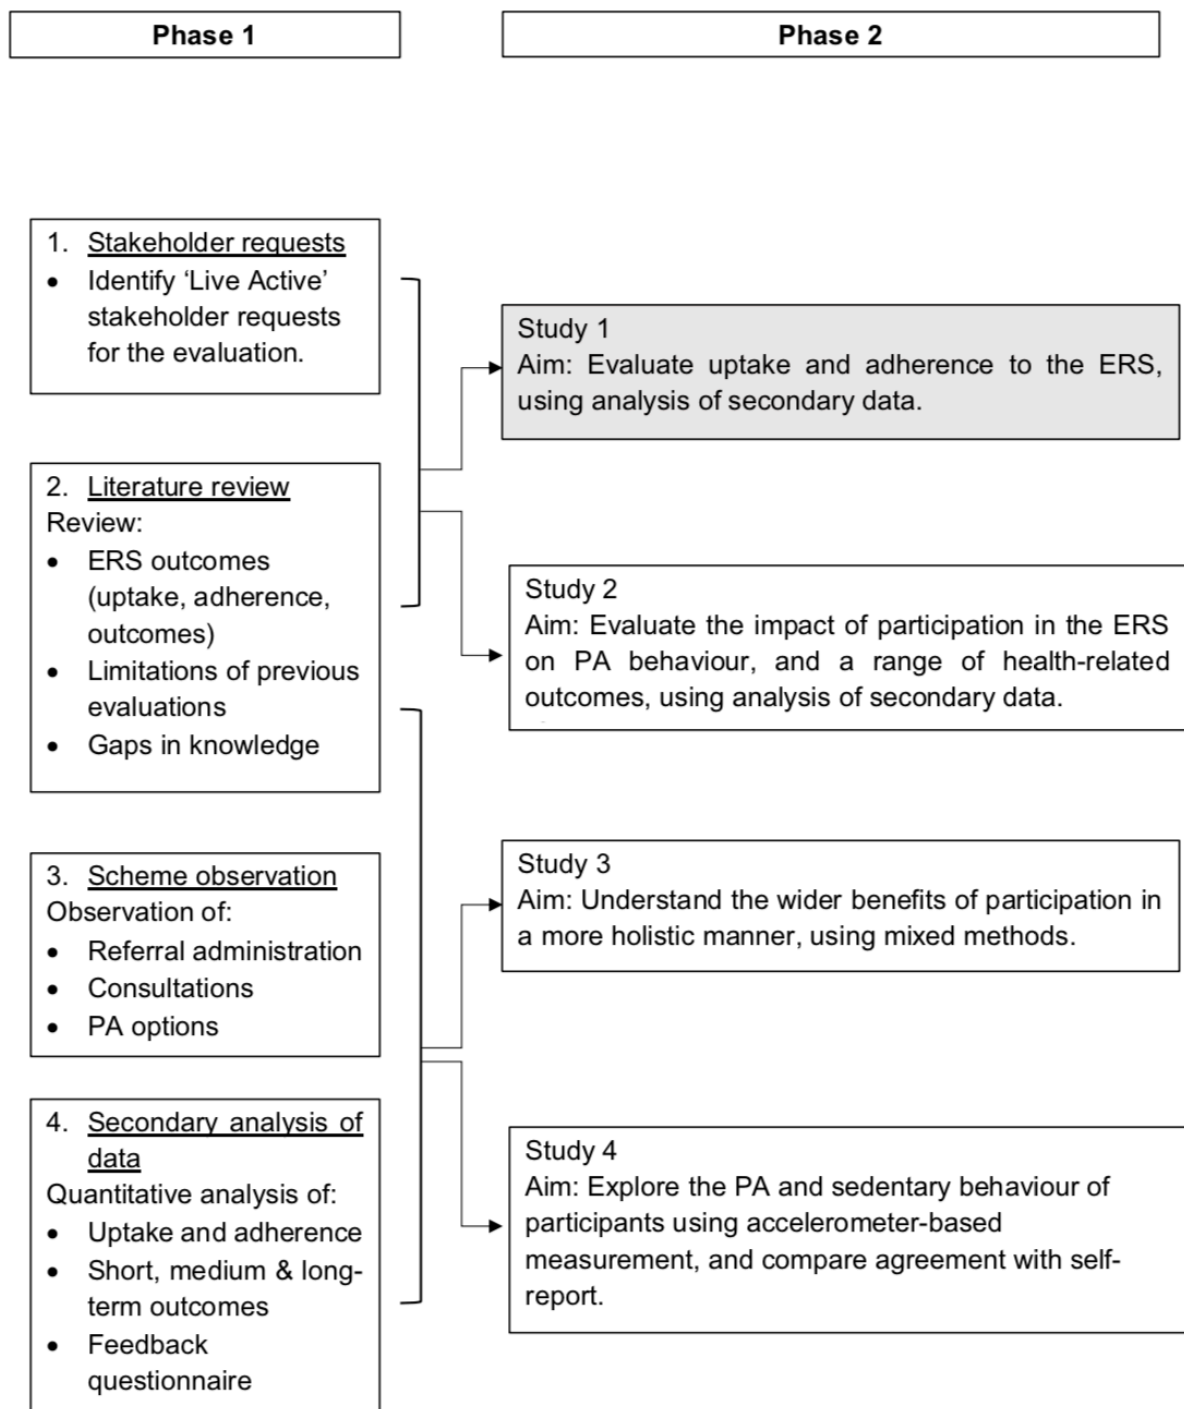 Phase 1
Phase 2
1. Stakeholder requests
• Identify ‘Live Active’
stakeholder requests
for the evaluation.
2. Literature review
Review:
• ERS outcomes
(uptake, adherence,
outcomes)
• Limitations of previous
evaluations
• Gaps in knowledge
3. Scheme observation
Observation of:
• Referral administration
• Consultations
• PA options
4. Secondary analysis of
data
Quantitative analysis of:
• Uptake and adherence
• Short, medium & long-
term outcomes
• Feedback
questionnaire
Study 1
Aim: Evaluate uptake and adherence to the ERS,
using analysis of secondary data.
Study 2
Aim: Evaluate the impact of participation in the ERS
on PA behaviour, and a range of health-related
outcomes, using analysis of secondary data.
Study 3
Aim: Understand the wider benefits of participation in
a more holistic manner, using mixed methods.
Study 4
Aim: Explore the PA and sedentary behaviour of
participants using accelerometer-based
measurement, and compare agreement with self-
report.